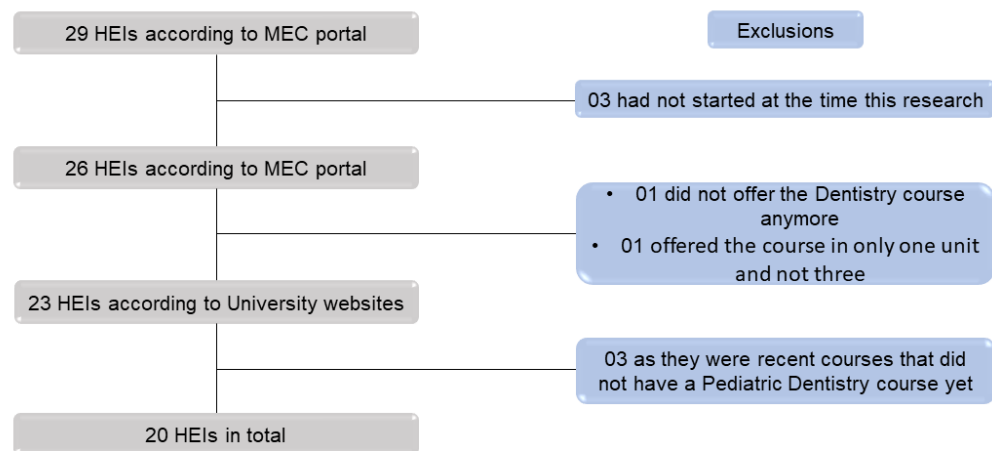 29 HEIs according to MEC portal
Exclusions
03 had not started at the time this research
26 HEIs according to MEC portal
• 01 did not offer the Dentistry course
anymore
• 01 offered the course in only one unit
and not three
23 HEIs according to University websites
03 as they were recent courses that did
not have a Pediatric Dentistry course yet
20 HEIs in total